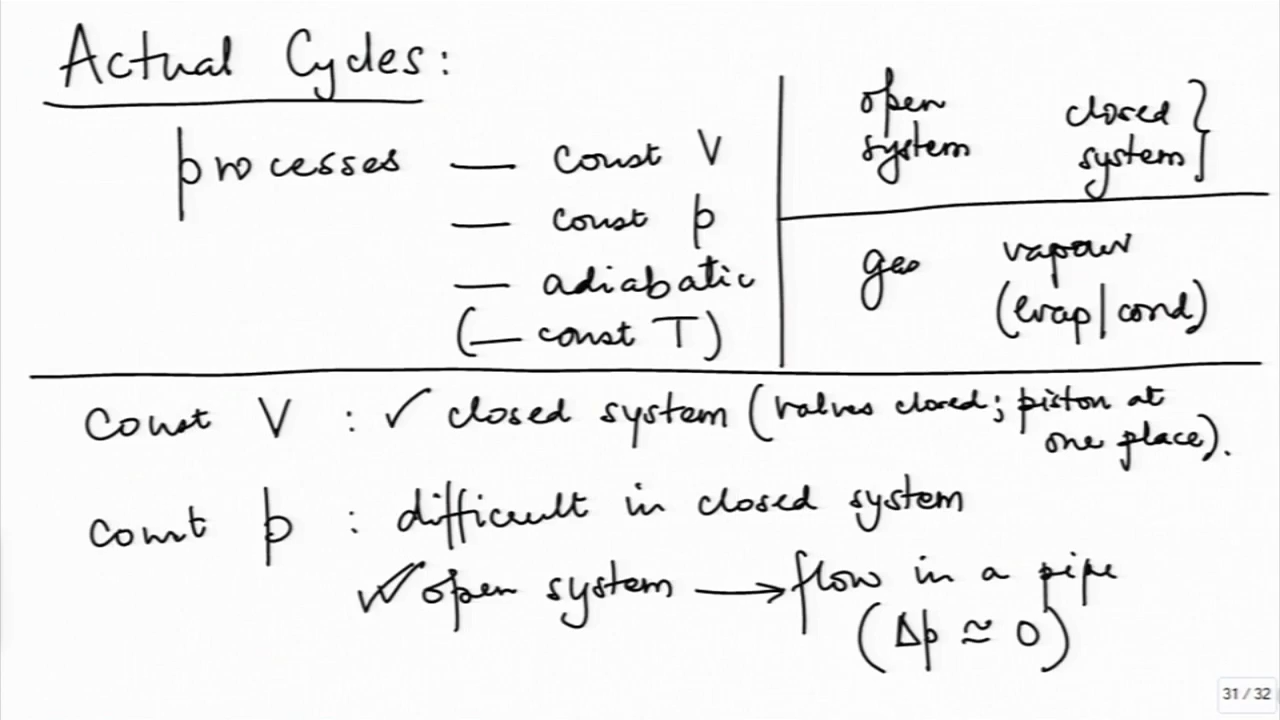 Actual Cycles:
processes — const V
— const p
— adiabatic
(— const T)
open system
closed system }
gas
vapour
(evap|cond)
const V : ✓ closed system (valves closed; piston at
one place).
const p : difficult in closed system
✓ open system → flow in a pipe
(Δp ≃ 0)
31 / 32